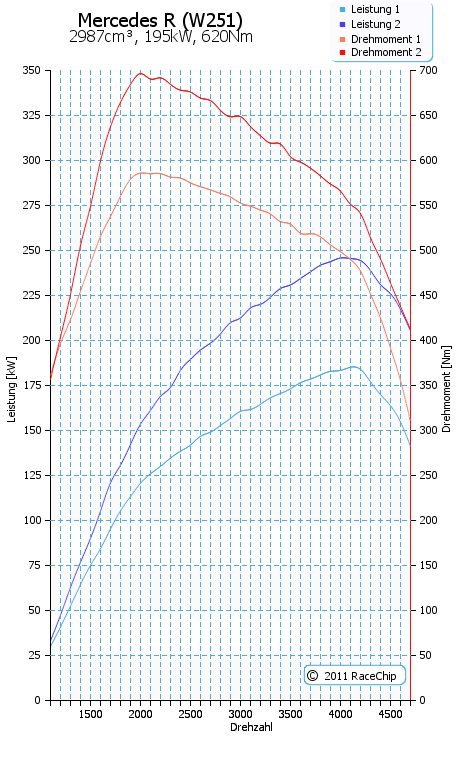 Mercedes R (W251)
2987cm³, 195kW, 620Nm
Leistung 1
Leistung 2
Drehmoment 1
Drehmoment 2
350
325
300
275
250
225
200
175
150
125
100
75
50
25
0
Leistung [kW]
700
650
600
550
500
450
400
350
300
250
200
150
100
50
0
Drehmoment [Nm]
© 2011 RaceChip
1500 2000 2500 3000 3500 4000 4500
Drehzahl